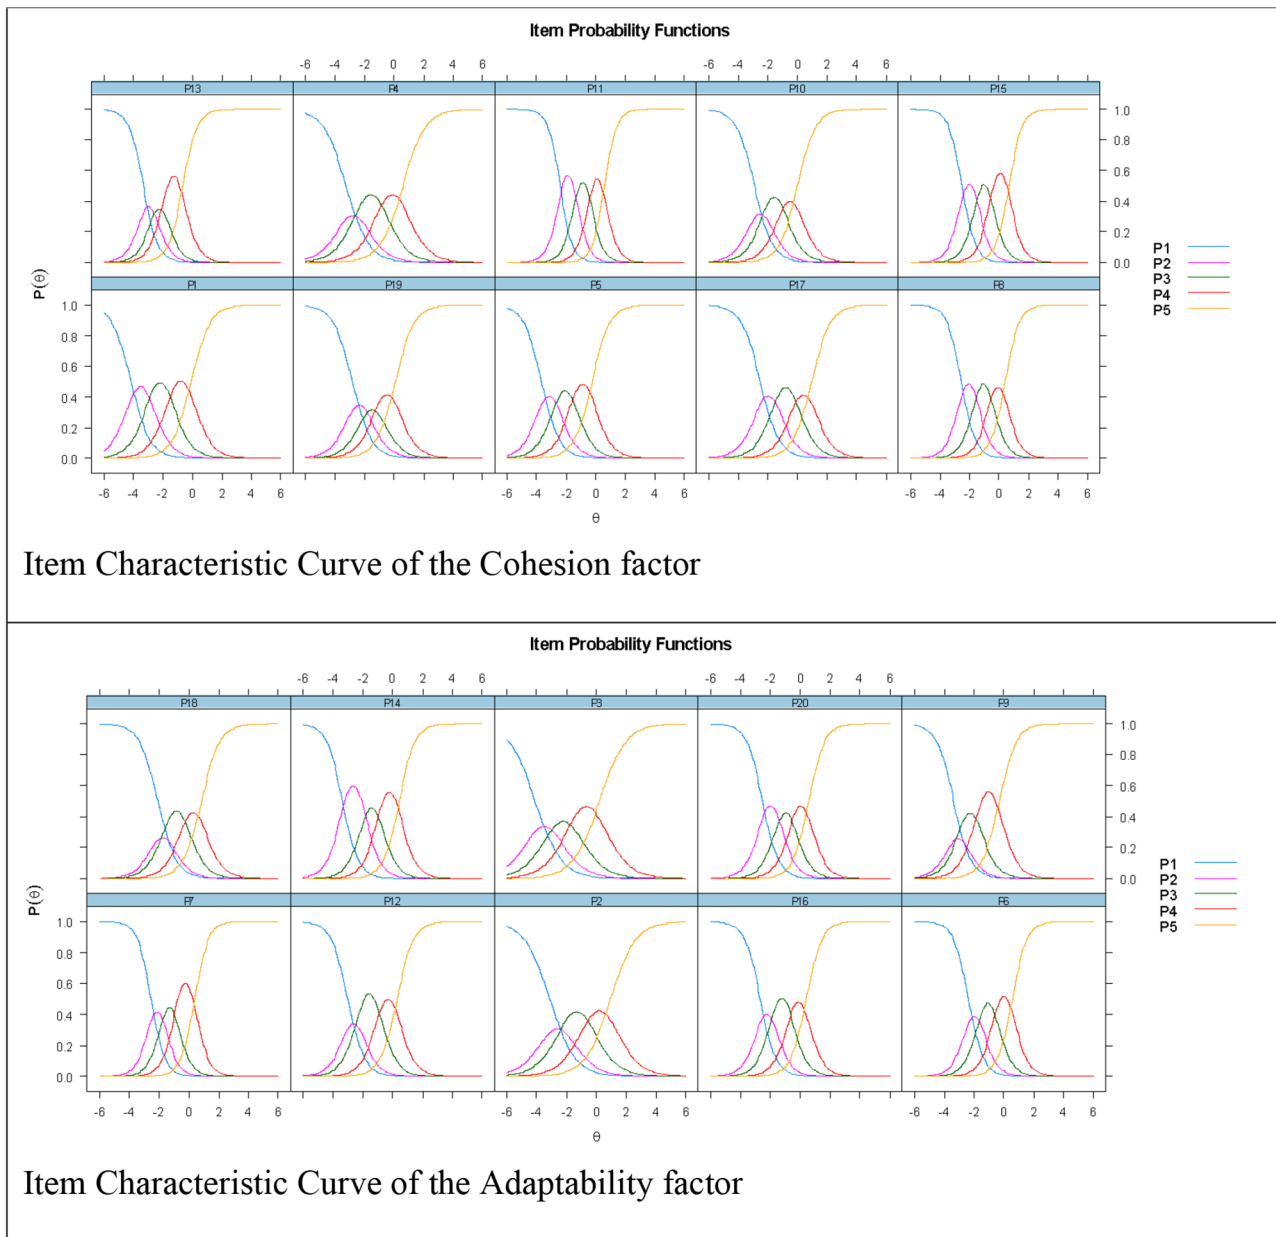 Item Probability Functions
-6 -4 -2 0 2 4 6 -6 -4 -2 0 2 4 6
P13 P4 P11 P10 P15
1.0
0.8
0.6
0.4
0.2
0.0
P1 P19 P5 P17 P8
1.0
0.8
0.6
0.4
0.2
0.0
P(θ)
P1
P2
P3
P4
P5
-6 -4 -2 0 2 4 6 -6 -4 -2 0 2 4 6 -6 -4 -2 0 2 4 6
θ
Item Characteristic Curve of the Cohesion factor
Item Probability Functions
-6 -4 -2 0 2 4 6 -6 -4 -2 0 2 4 6
P18 P14 P3 P20 P9
1.0
0.8
0.6
0.4
0.2
0.0
P7 P12 P2 P16 P6
1.0
0.8
0.6
0.4
0.2
0.0
P(θ)
P1
P2
P3
P4
P5
-6 -4 -2 0 2 4 6 -6 -4 -2 0 2 4 6 -6 -4 -2 0 2 4 6
θ
Item Characteristic Curve of the Adaptability factor